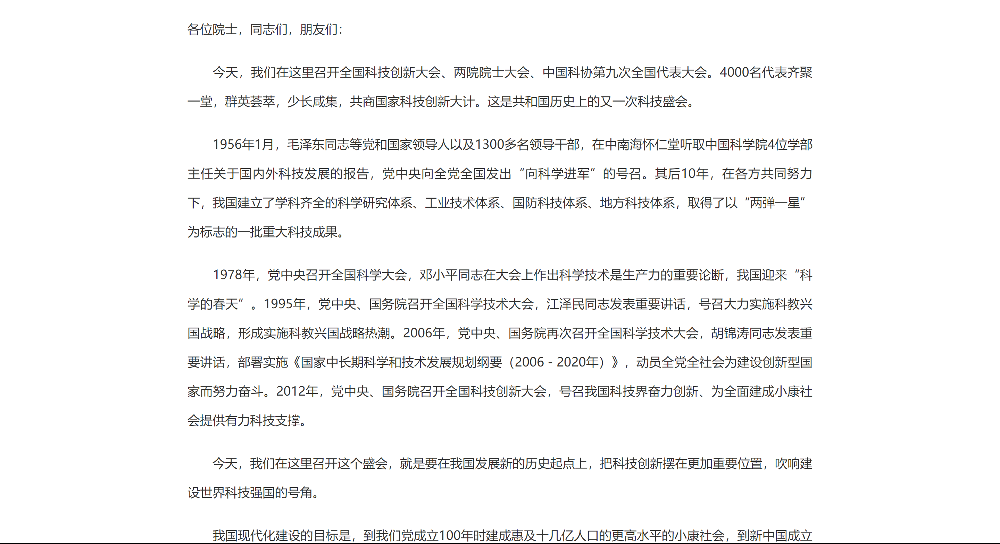 各位院士，同志们，朋友们：
今天，我们在这里召开全国科技创新大会、两院院士大会、中国科协第九次全国代表大会。4000名代表齐聚
一堂，群英荟萃，少长咸集，共商国家科技创新大计。这是共和国历史上的又一次科技盛会。
1956年1月，毛泽东同志等党和国家领导人以及1300多名领导干部，在中南海怀仁堂听取中国科学院4位学部
主任关于国内外科技发展的报告，党中央向全党全国发出“向科学进军”的号召。其后10年，在各方共同努力
下，我国建立了学科齐全的科学研究体系、工业技术体系、国防科技体系、地方科技体系，取得了以“两弹一星”
为标志的一批重大科技成果。
1978年，党中央召开全国科学大会，邓小平同志在大会上作出科学技术是生产力的重要论断，我国迎来“科
学的春天”。1995年，党中央、国务院召开全国科学技术大会，江泽民同志发表重要讲话，号召大力实施科教兴
国战略，形成实施科教兴国战略热潮。2006年，党中央、国务院再次召开全国科学技术大会，胡锦涛同志发表重
要讲话，部署实施《国家中长期科学和技术发展规划纲要（2006－2020年）》，动员全党全社会为建设创新型国
家而努力奋斗。2012年，党中央、国务院召开全国科技创新大会，号召我国科技界奋力创新、为全面建成小康社
会提供有力科技支撑。
今天，我们在这里召开这个盛会，就是要在我国发展新的历史起点上，把科技创新摆在更加重要位置，吹响建
设世界科技强国的号角。
我国现代化建设的目标是，到我们党成立100年时建成惠及十几亿人口的更高水平的小康社会，到新中国成立